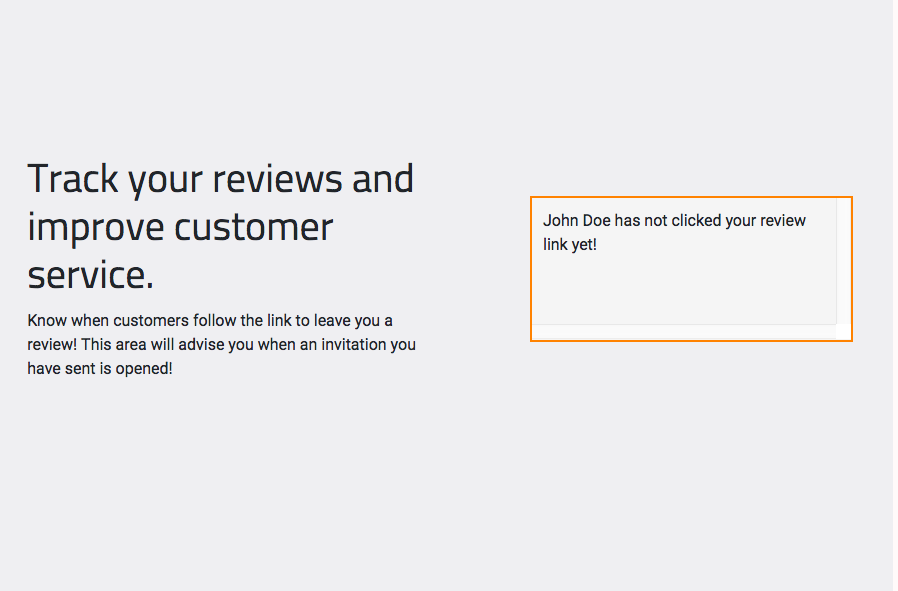 Track your reviews and
improve customer
service.
Know when customers follow the link to leave you a
review! This area will advise you when an invitation you
have sent is opened!
John Doe has not clicked your review
link yet!